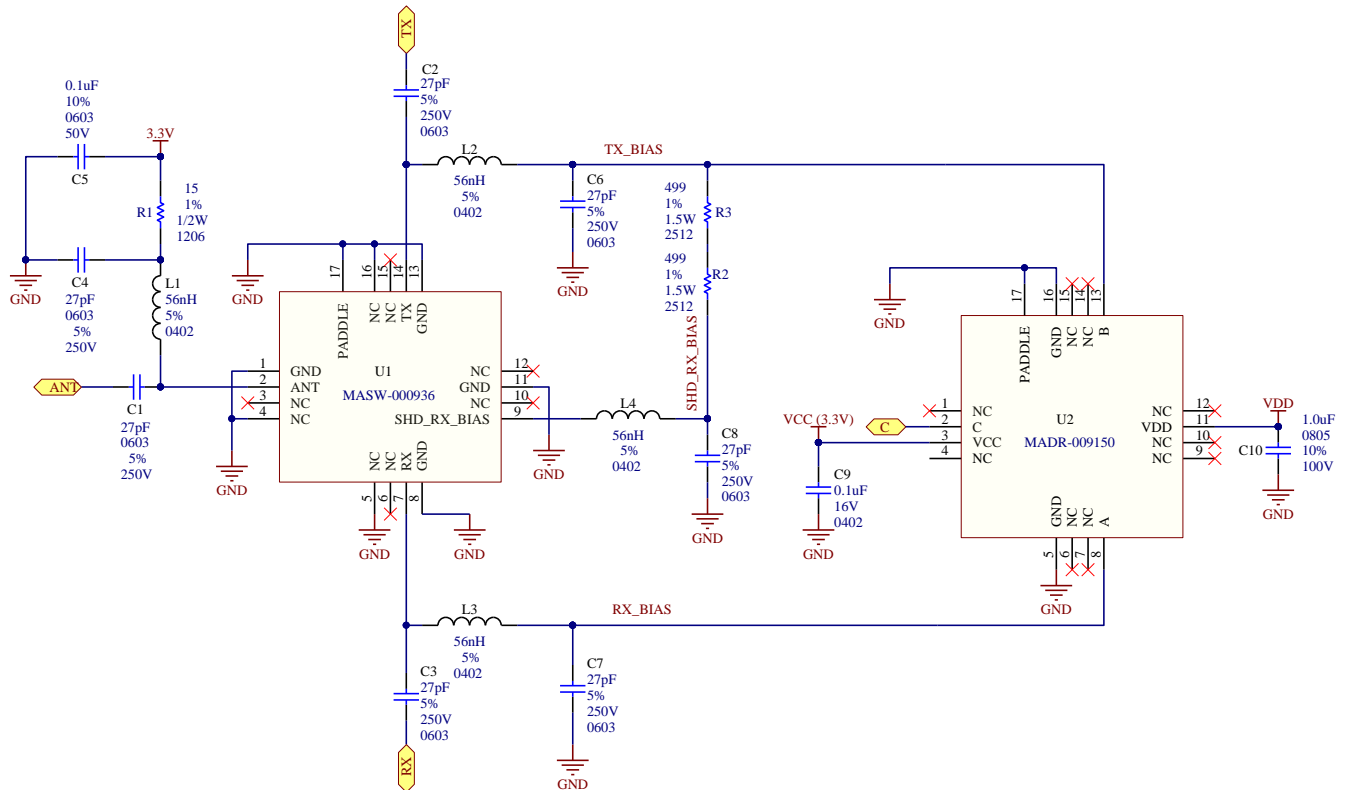 TX
C2
27pF
5%
250V
0603
0.1uF
10%
0603
50V
3.3V
C5
15
1%
1/2W
1206
R1
GND
C4
27pF
0603
5%
250V
L1
56nH
5%
0402
ANT
C1
27pF
0603
5%
250V
L2
56nH
5%
0402
TX_BIAS
C6
27pF
5%
250V
0603
GND
499
1%
1.5W
2512
R3
499
1%
1.5W
2512
R2
SHD_RX_BIAS
GND
17
16
15
14
13
PADDLE
NC
NC
TX
GND
U1
MASW-000936
1
GND
2
ANT
3
NC
4
NC
GND
NC
12
GND
11
NC
10
SHD_RX_BIAS
9
GND
NC
NC
RX
GND
5
6
7
8
GND
GND
L4
56nH
5%
0402
C8
27pF
5%
250V
0603
GND
L3
56nH
5%
0402
RX_BIAS
C3
27pF
5%
250V
0603
RX
C7
27pF
5%
250V
0603
GND
GND
17
16
15
14
13
PADDLE
GND
NC
NC
B
U2
MADR-009150
VCC (3.3V)
C
1
NC
2
C
3
VCC
4
NC
C9
0.1uF
16V
0402
GND
NC
12
VDD
11
NC
10
NC
9
VDD
C10
1.0uF
0805
10%
100V
GND
GND
NC
NC
A
5
6
7
8
GND